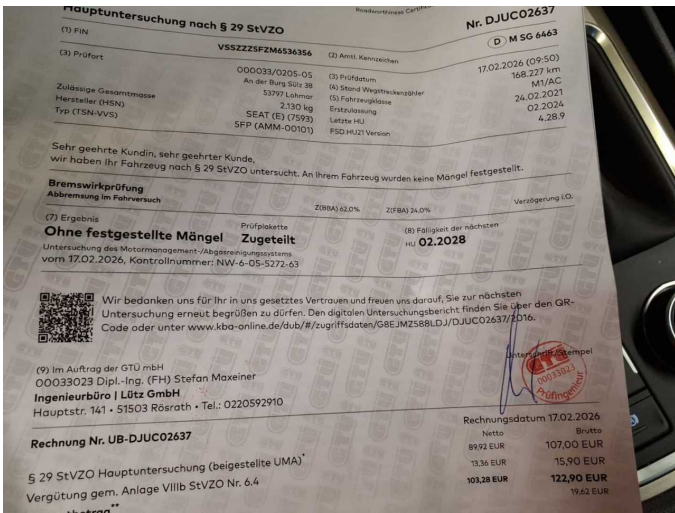 Hauptuntersuchung nach § 29 StVZO
Roadworthiness Certificate
Nr. DJUC02637
(1) FIN
VSSZZZ5FZM6536356
(2) Amtl. Kennzeichen
D M SG 6463
(3) Prüfort
000033/0205-05
An der Burg Sülz 38
53797 Lohmar
(3) Prüfdatum
17.02.2026 (09:50)
(4) Stand Wegstreckenzähler
168.227 km
Zulässige Gesamtmasse
2.130 kg
(5) Fahrzeugklasse
M1/AC
Hersteller (HSN)
SEAT (E) (7593)
Erstzulassung
24.02.2021
Typ (TSN-VVS)
5FP (AMM-00101)
Letzte HU
02.2024
FSD.HU21 Version
4.28.9
Sehr geehrte Kundin, sehr geehrter Kunde,
wir haben Ihr Fahrzeug nach § 29 StVZO untersucht. An Ihrem Fahrzeug wurden keine Mängel festgestellt.
Bremswirkprüfung
Abbremsung im Fahrversuch
Z(BBA) 62,0%
Z(FBA) 24,0%
Verzögerung i.O.
(7) Ergebnis
Ohne festgestellte Mängel
Prüfplakette
Zugeteilt
(8) Fälligkeit der nächsten
HU 02.2028
Untersuchung des Motormanagement-/Abgasreinigungssystems
vom 17.02.2026, Kontrollnummer: NW-6-05-5272-63
Wir bedanken uns für Ihr in uns gesetztes Vertrauen und freuen uns darauf, Sie zur nächsten
Untersuchung erneut begrüßen zu dürfen. Den digitalen Untersuchungsbericht finden Sie über den QR-
Code oder unter www.kba-online.de/dub/#/zugriffsdaten/G8EJMZ588LDJ/DJUC02637/2016.
(9) Im Auftrag der GTÜ mbH
00033023 Dipl.-Ing. (FH) Stefan Maxeiner
Ingenieurbüro | Lütz GmbH
Hauptstr. 141 • 51503 Rösrath • Tel.: 0220592910
Unterschrift/Stempel
GTÜ
00033023
Prüfingenieur
Rechnung Nr. UB-DJUC02637
Rechnungsdatum 17.02.2026
Netto
Brutto
§ 29 StVZO Hauptuntersuchung (beigestellte UMA)*
89,92 EUR
107,00 EUR
Vergütung gem. Anlage VIIIb StVZO Nr. 6.4
13,36 EUR
15,90 EUR
103,28 EUR
122,90 EUR
19,62 EUR